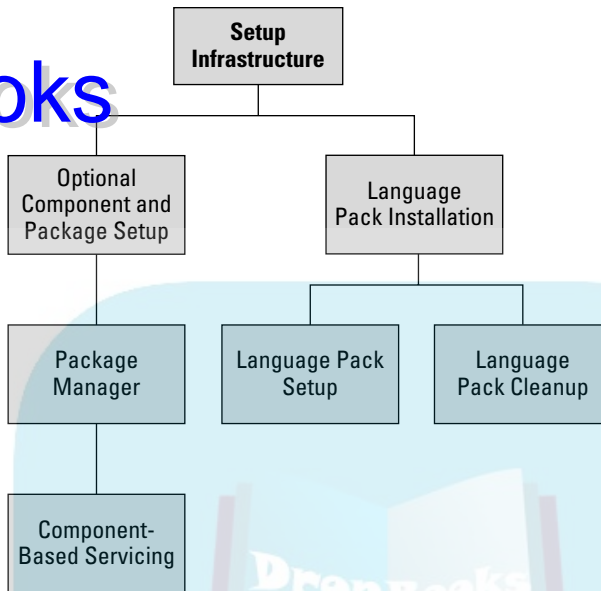 Setup
Infrastructure
oks
Optional
Component and
Package Setup
Language
Pack Installation
Package
Manager
Language Pack
Setup
Language
Pack Cleanup
Component-
Based Servicing
DropBooks